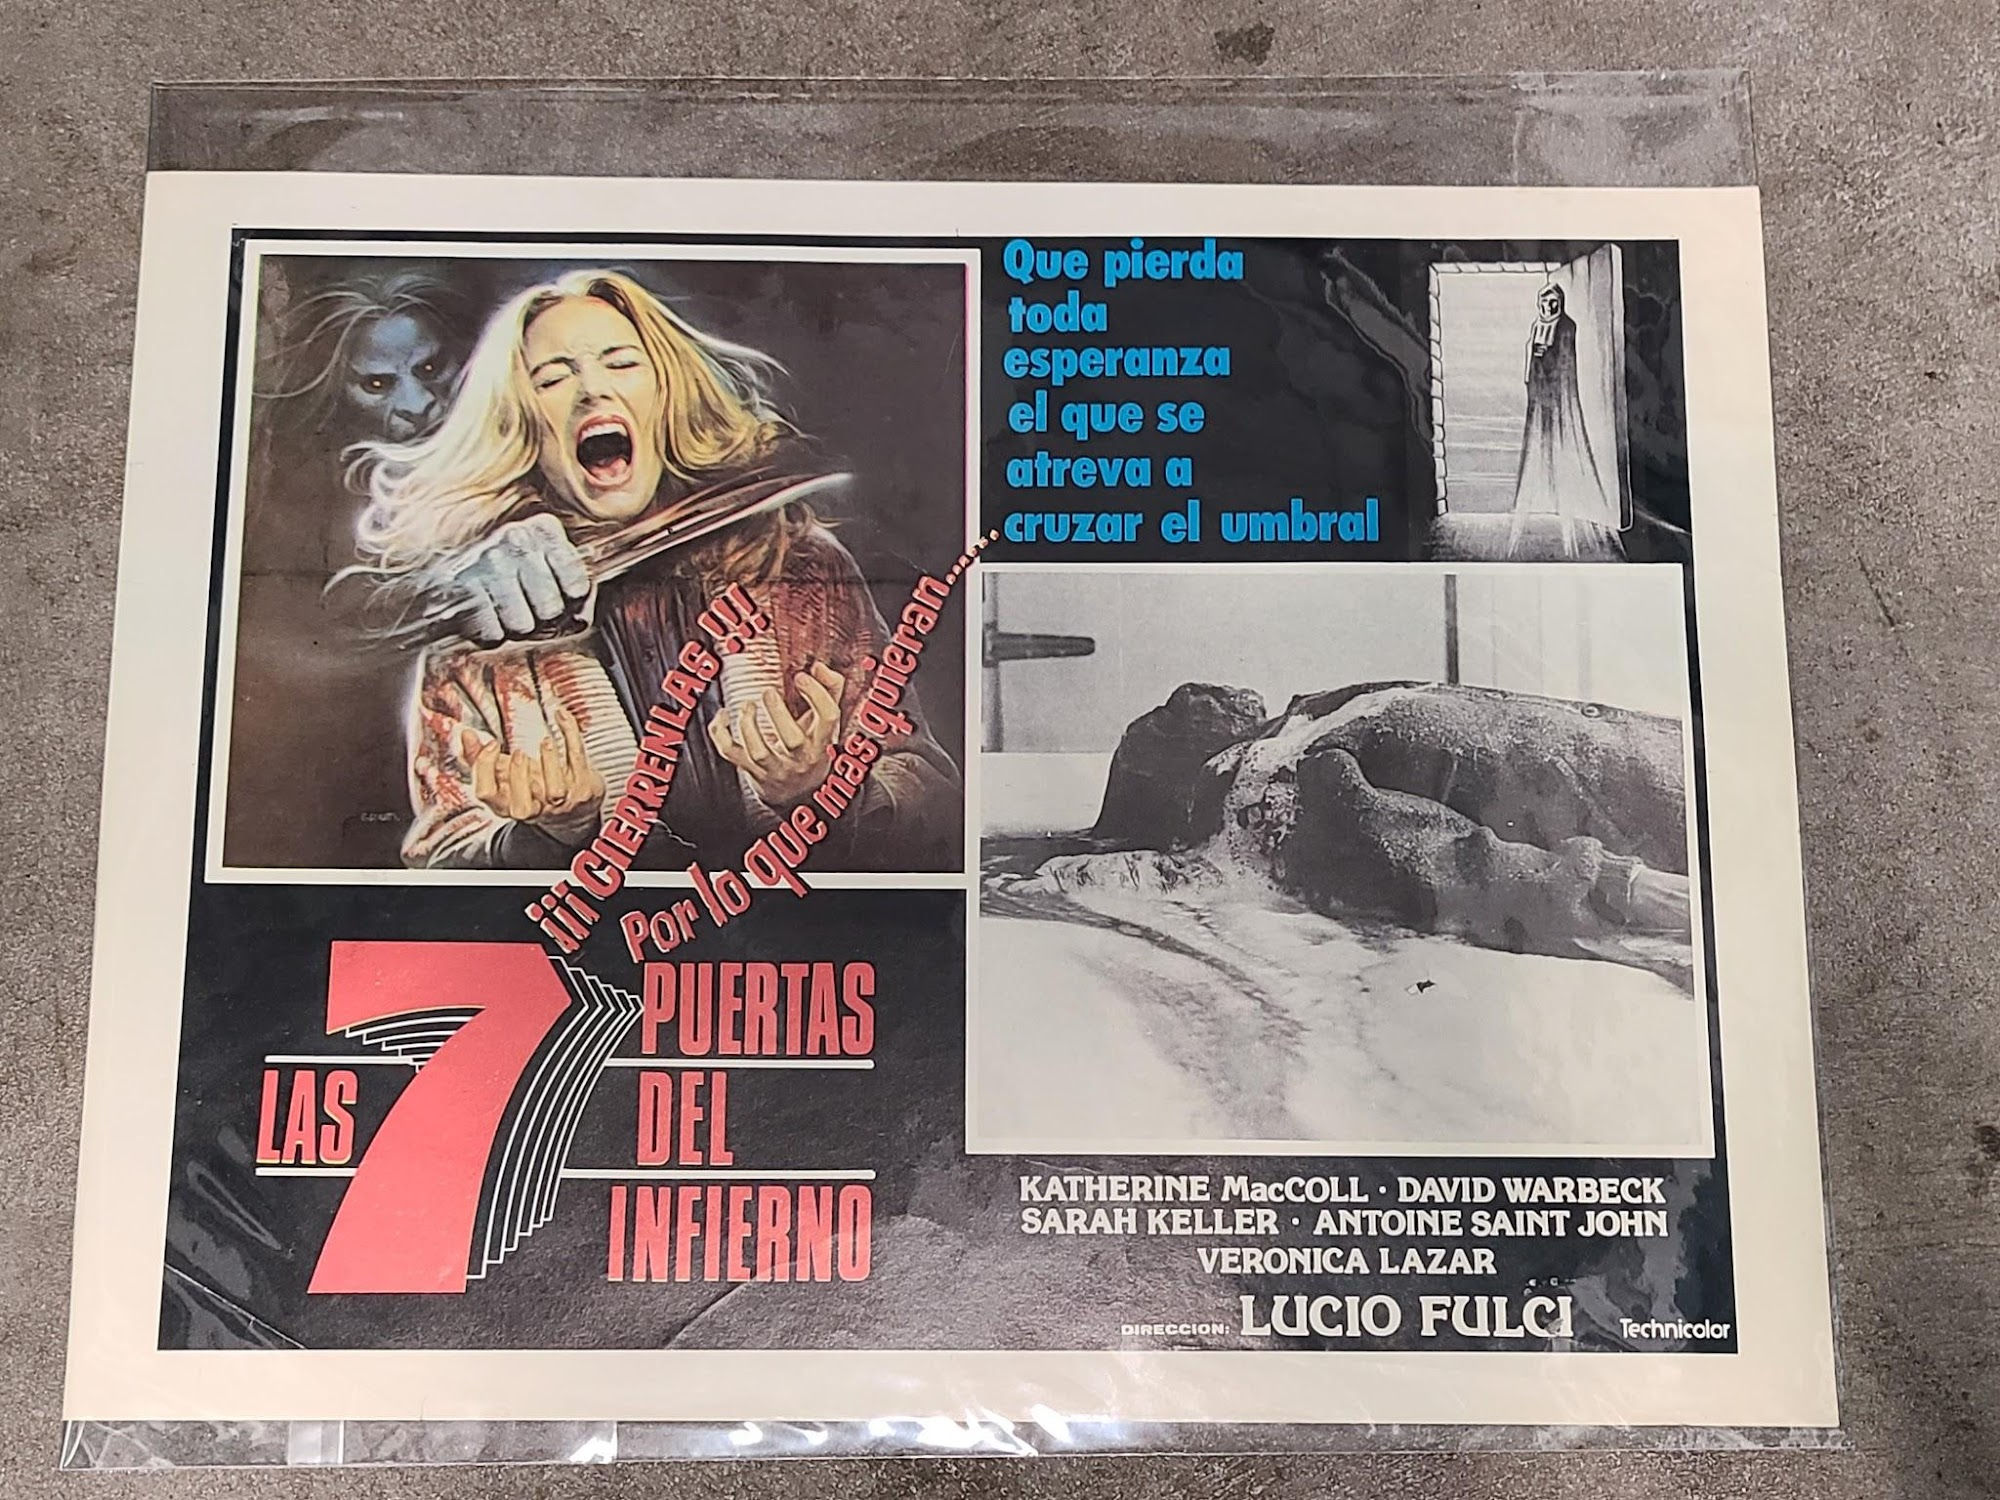 Que pierda
toda
esperanza
el que se
atreva a
cruzar el umbral
¡¡¡CIERRENLAS!!!
Por lo que más quieran.....
LAS 7 PUERTAS
DEL
INFIERNO
KATHERINE MacCOLL · DAVID WARBECK
SARAH KELLER · ANTOINE SAINT JOHN
VERONICA LAZAR
DIRECCION: LUCIO FULCI
Technicolor